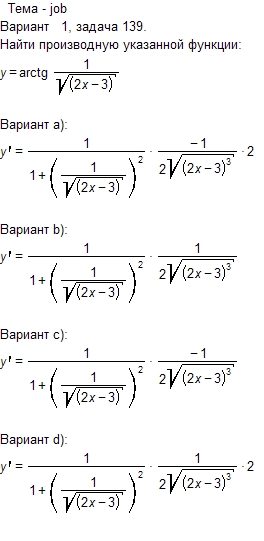 Тема - job
Вариант 1, задача 139.
Найти производную указанной функции:
y = arctg 1/√(2x − 3)
Вариант a):
y′ = 1/(1 + (1/√(2x − 3))²) · −1/(2√(2x − 3)³) · 2
Вариант b):
y′ = 1/(1 + (1/√(2x − 3))²) · 1/(2√(2x − 3)³)
Вариант c):
y′ = 1/(1 + (1/√(2x − 3))²) · −1/(2√(2x − 3)³)
Вариант d):
y′ = 1/(1 + (1/√(2x − 3))²) · 1/(2√(2x − 3)³) · 2